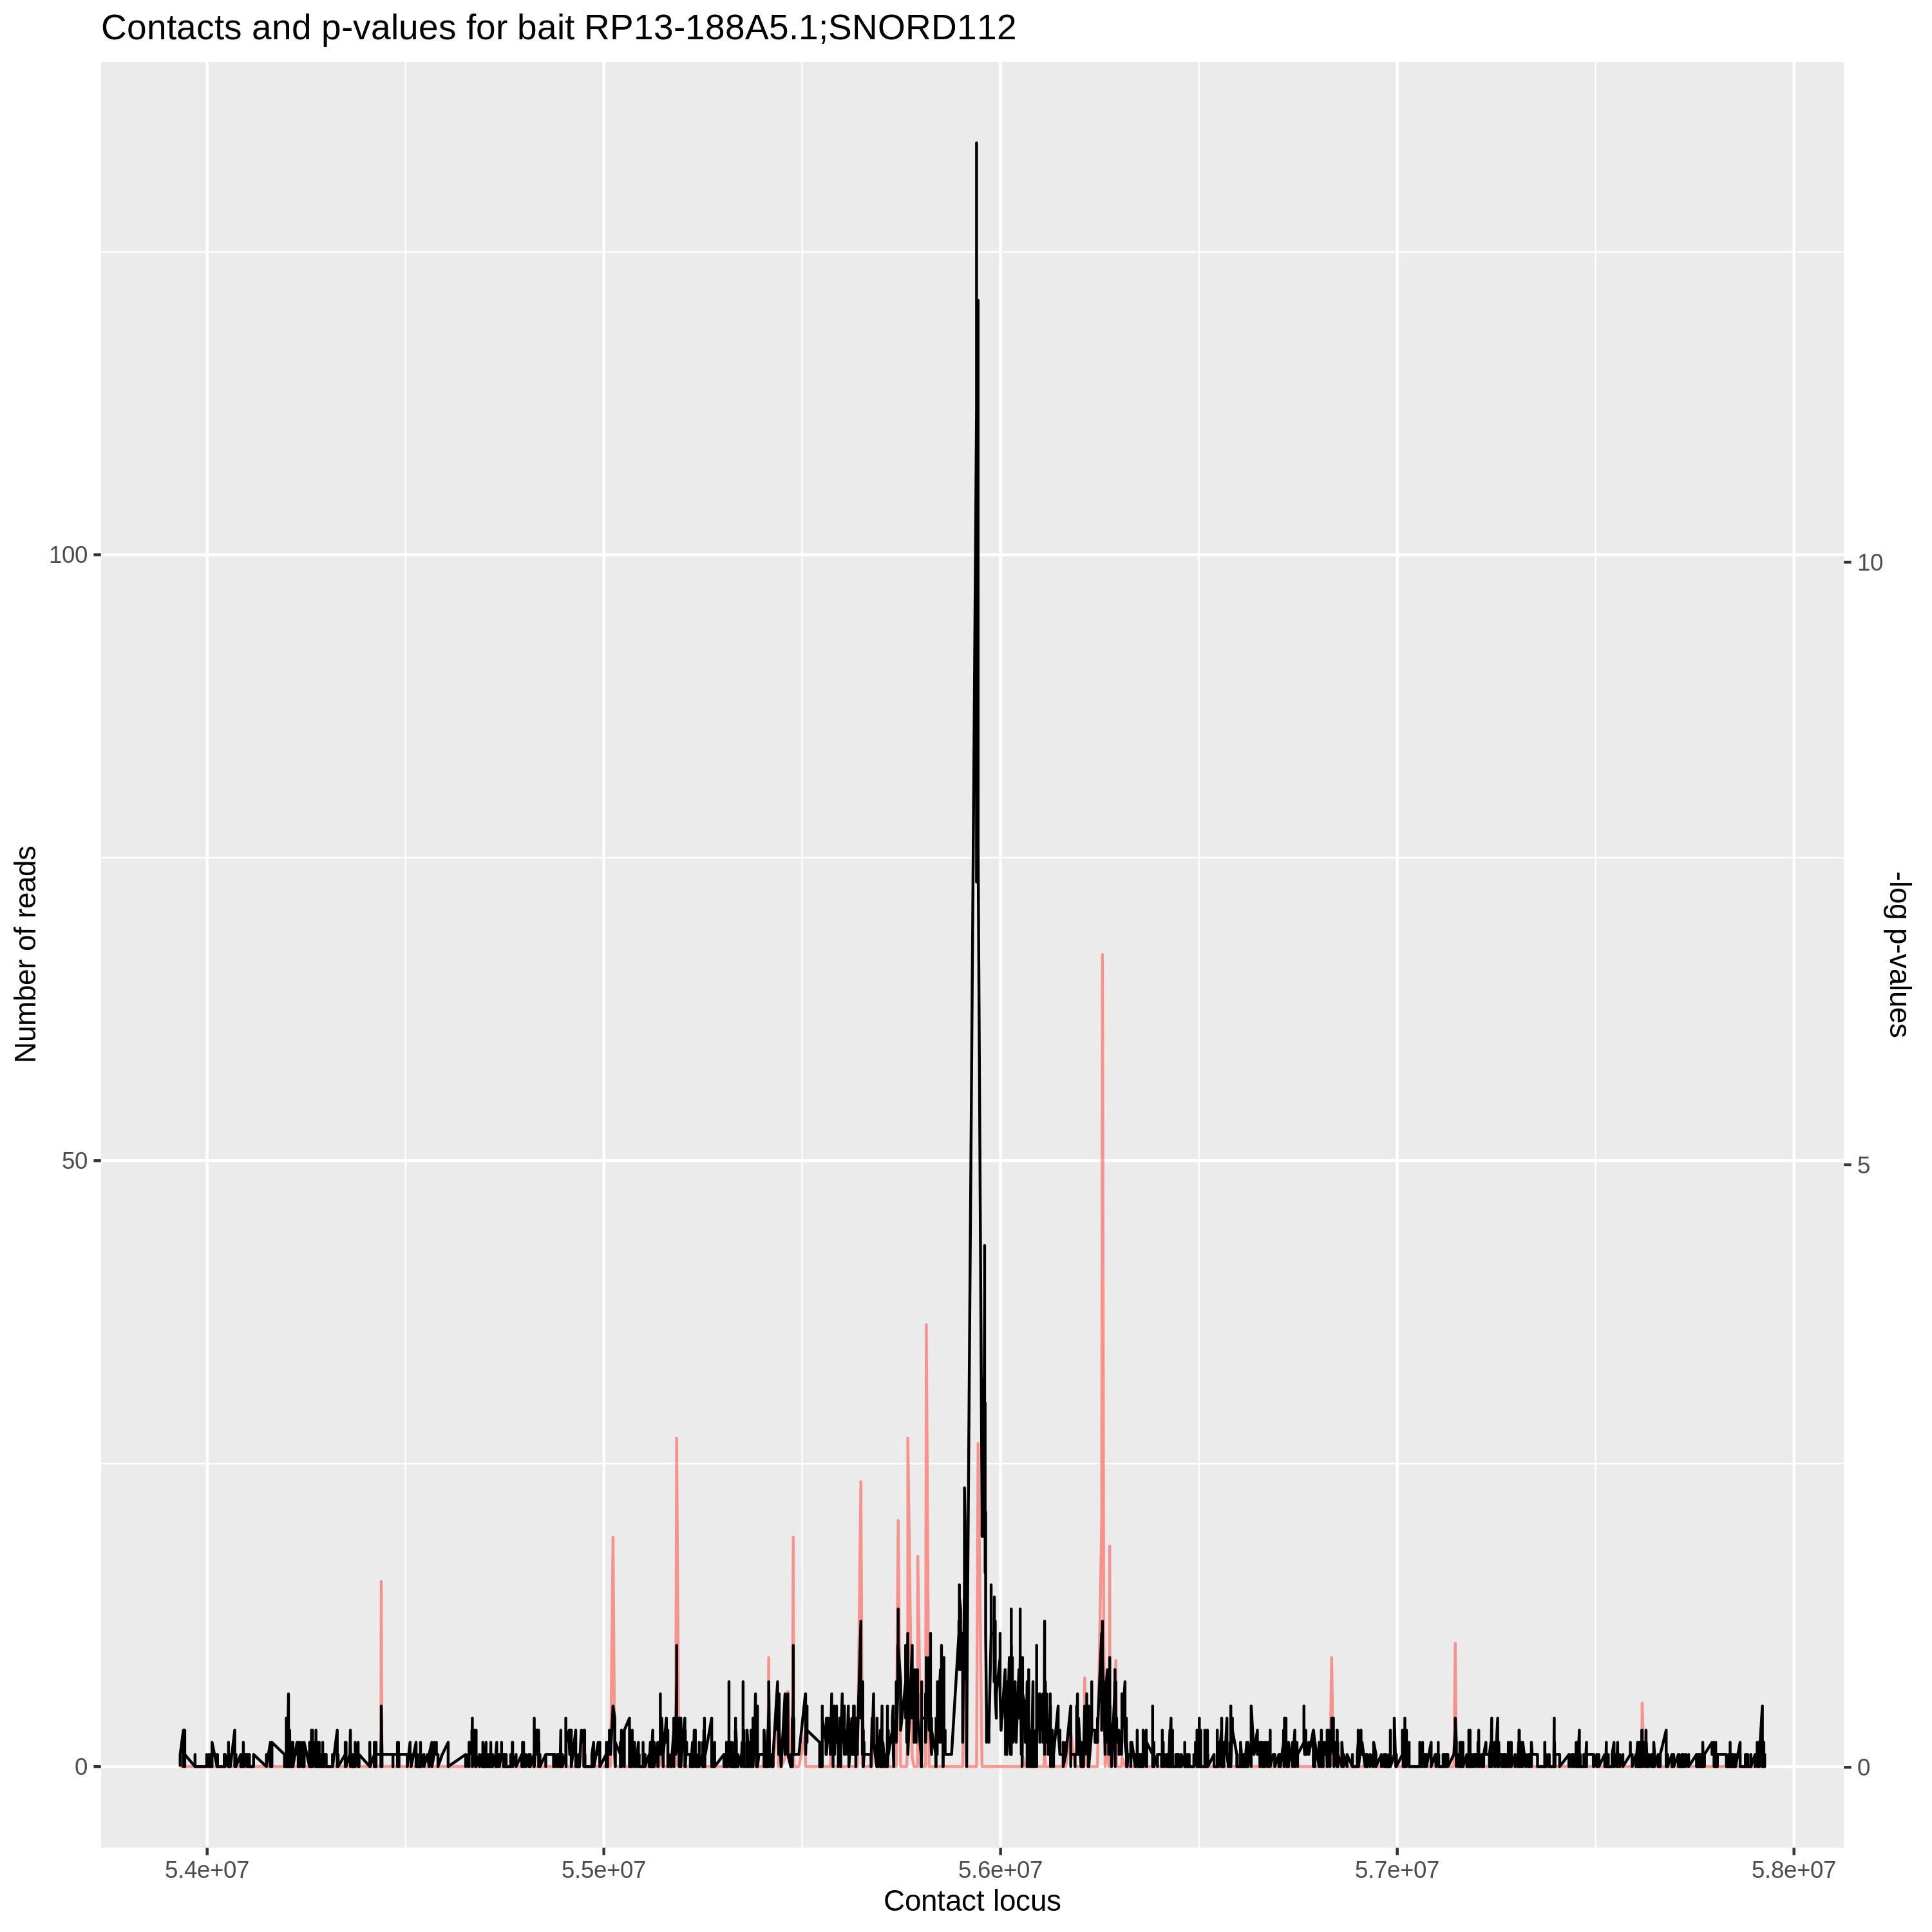 Contacts and p-values for bait RP13-188A5.1;SNORD112
Number of reads
100
50
0
10
5
0
-log p-values
5.4e+07 5.5e+07 5.6e+07 5.7e+07 5.8e+07
Contact locus